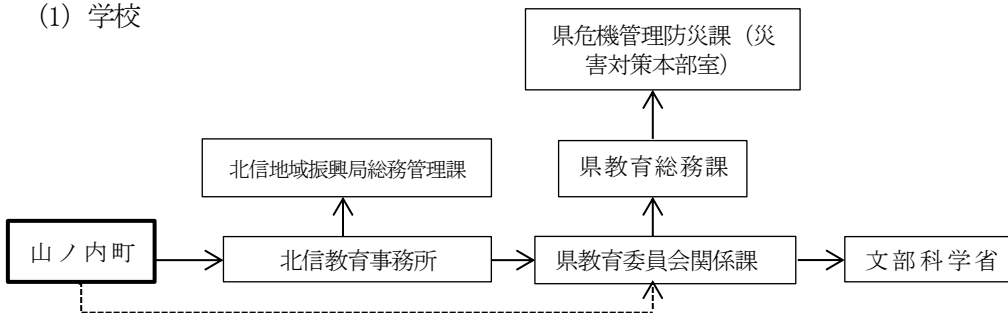 (1) 学校
県危機管理防災課（災
害対策本部室）
北信地域振興局総務管理課
県教育総務課
山ノ内町
北信教育事務所
県教育委員会関係課
文部科学省